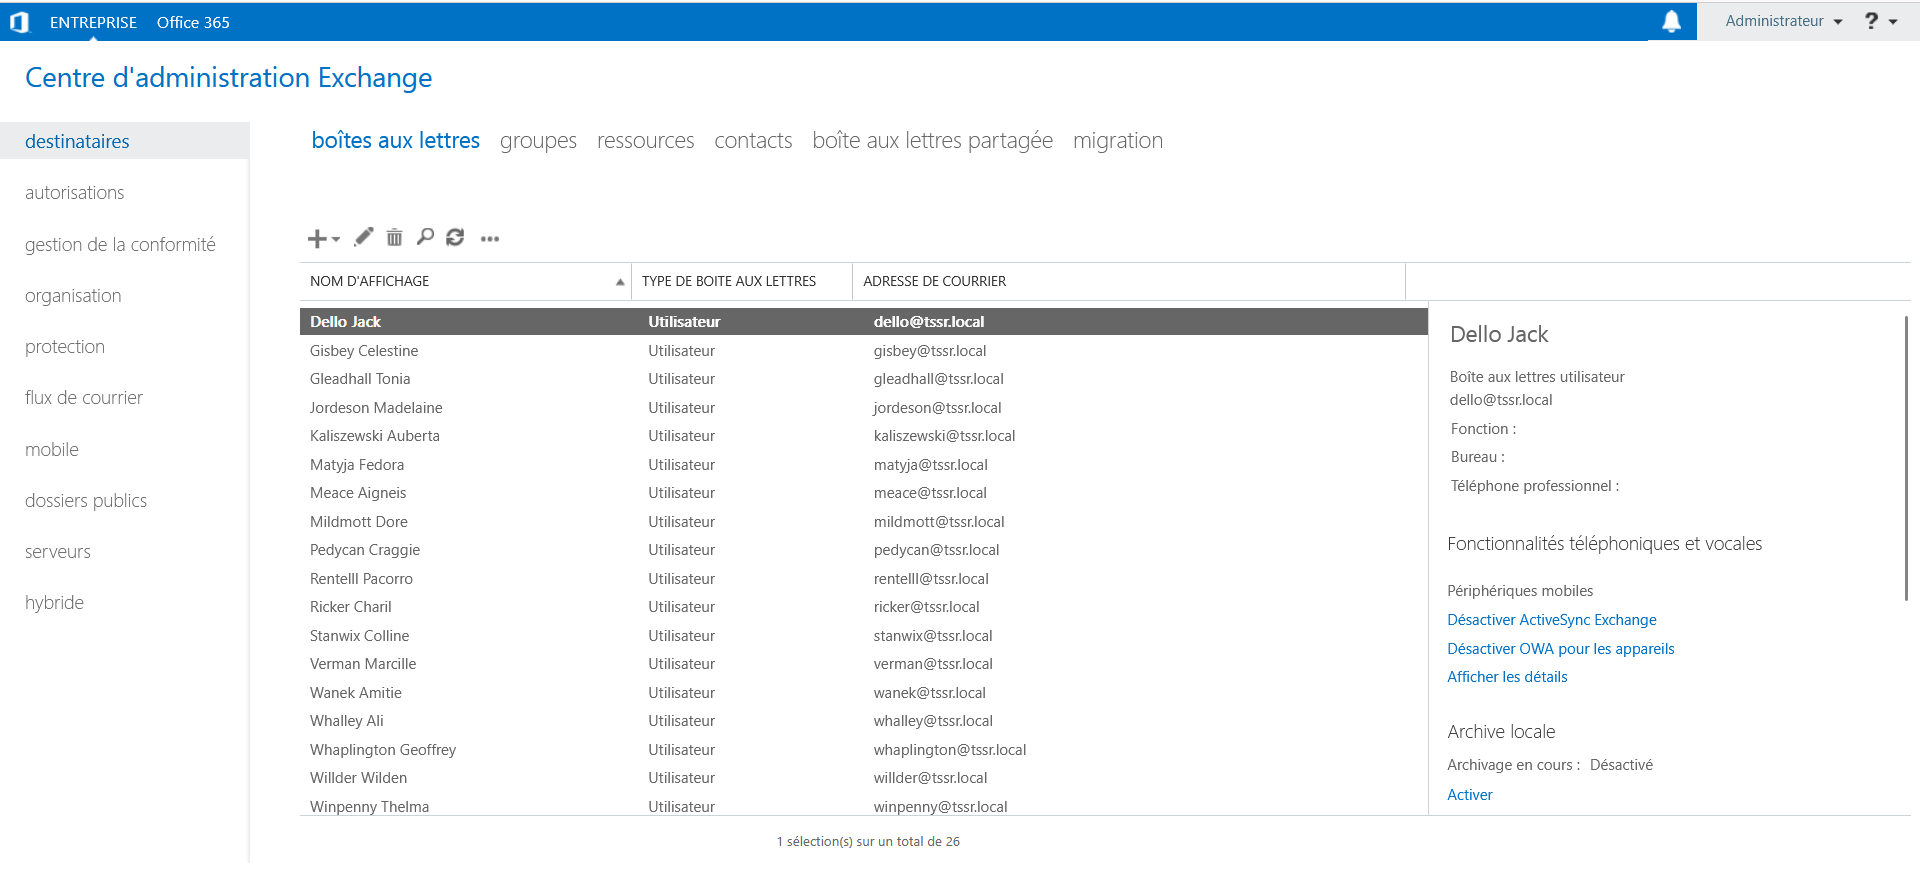 ENTREPRISE Office 365 Administrateur ?
Centre d'administration Exchange
destinataires
autorisations
gestion de la conformité
organisation
protection
flux de courrier
mobile
dossiers publics
serveurs
hybride
boîtes aux lettres groupes ressources contacts boîte aux lettres partagée migration
NOM D'AFFICHAGE TYPE DE BOITE AUX LETTRES ADRESSE DE COURRIER
Dello Jack Utilisateur dello@tssr.local
Gisbey Celestine Utilisateur gisbey@tssr.local
Gleadhall Tonia Utilisateur gleadhall@tssr.local
Jordeson Madelaine Utilisateur jordeson@tssr.local
Kaliszewski Auberta Utilisateur kaliszewski@tssr.local
Matyja Fedora Utilisateur matyja@tssr.local
Meace Aigneis Utilisateur meace@tssr.local
Mildmott Dore Utilisateur mildmott@tssr.local
Pedycan Craggie Utilisateur pedycan@tssr.local
Rentelll Pacorro Utilisateur rentelll@tssr.local
Ricker Charil Utilisateur ricker@tssr.local
Stanwix Colline Utilisateur stanwix@tssr.local
Verman Marcille Utilisateur verman@tssr.local
Wanek Amitie Utilisateur wanek@tssr.local
Whalley Ali Utilisateur whalley@tssr.local
Whaplington Geoffrey Utilisateur whaplington@tssr.local
Willder Wilden Utilisateur willder@tssr.local
Winpenny Thelma Utilisateur winpenny@tssr.local
1 sélection(s) sur un total de 26
Dello Jack
Boîte aux lettres utilisateur
dello@tssr.local
Fonction :
Bureau :
Téléphone professionnel :
Fonctionnalités téléphoniques et vocales
Périphériques mobiles
Désactiver ActiveSync Exchange
Désactiver OWA pour les appareils
Afficher les détails
Archive locale
Archivage en cours : Désactivé
Activer